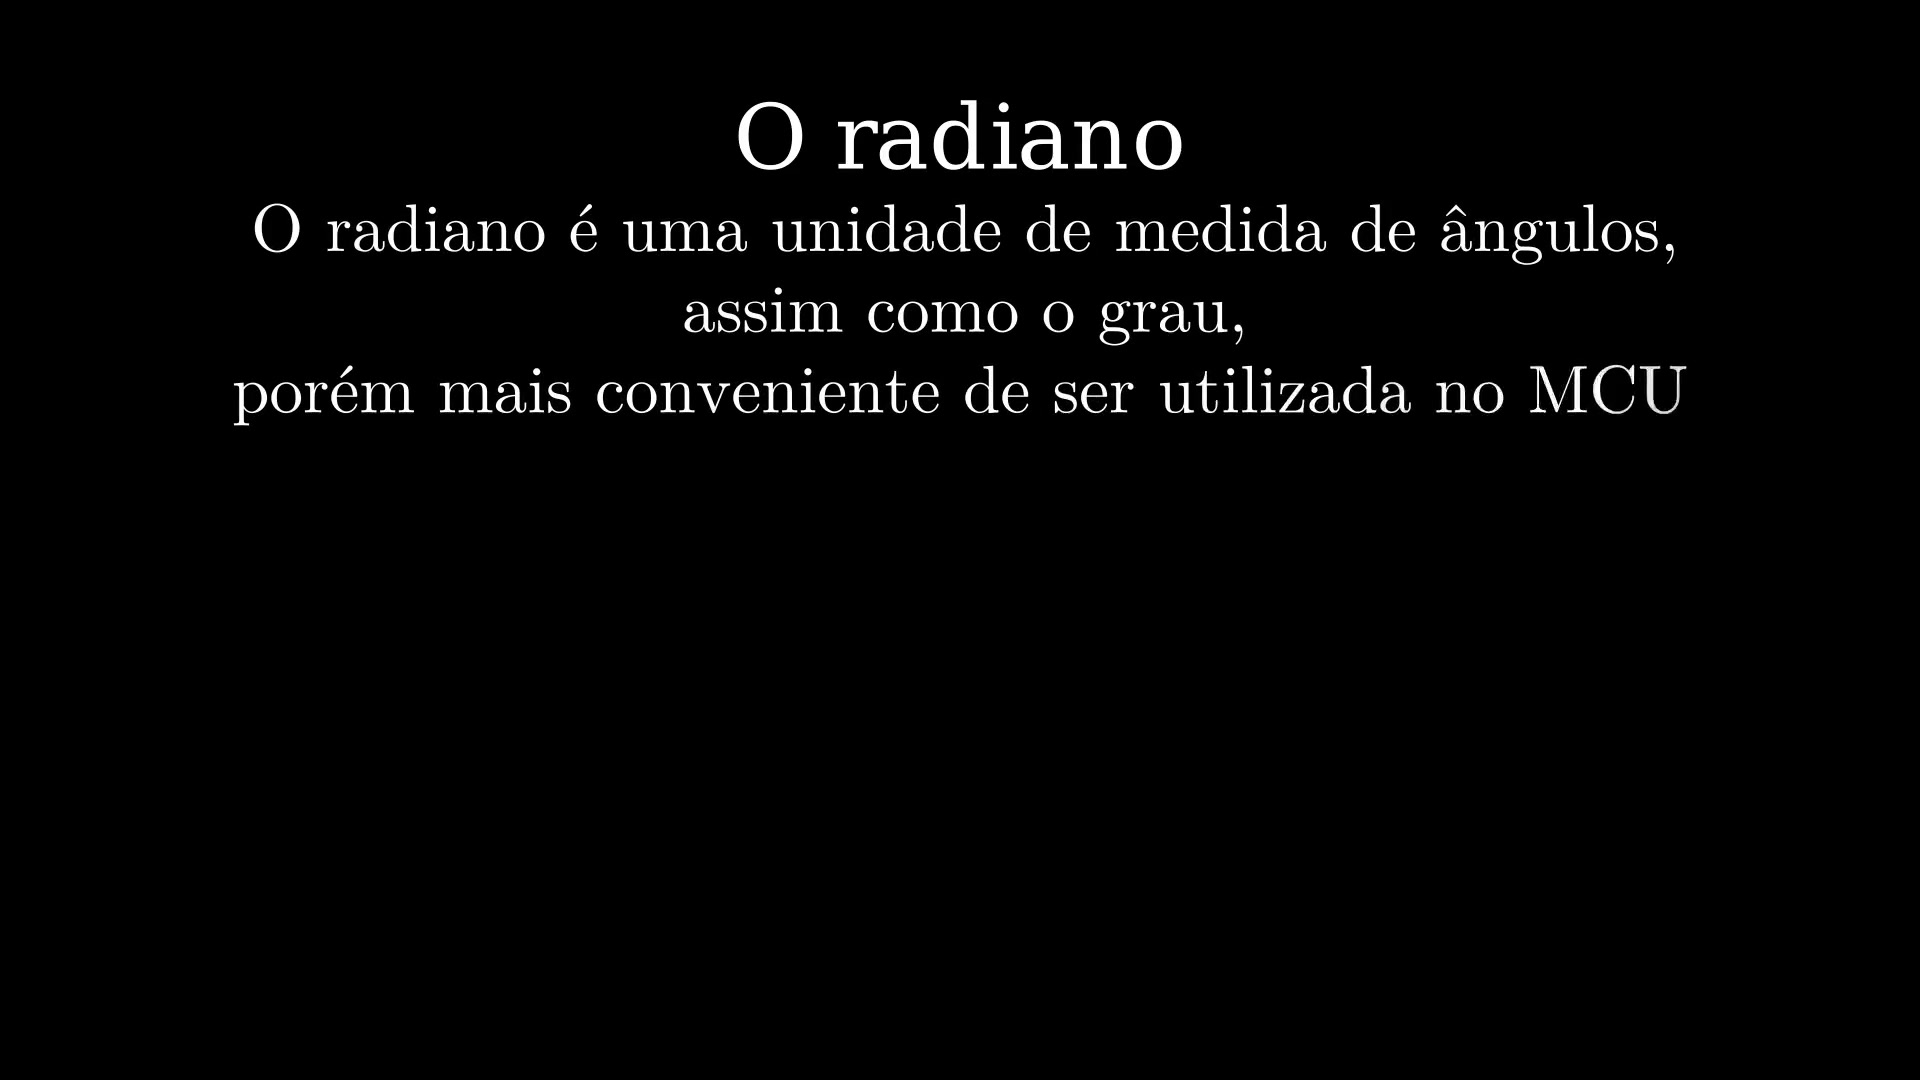 O radiano
O radiano é uma unidade de medida de ângulos,
assim como o grau,
porém mais conveniente de ser utilizada no MCU